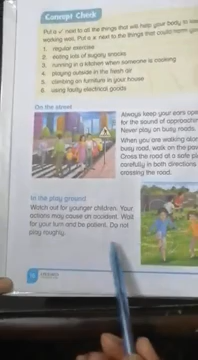 Concept Check
Put a ✓ next to all the things that will help your body to keep
working well. Put a ✗ next to the things that could harm you
1. regular exercise
2. eating lots of sugary snacks
3. running in a kitchen when someone is cooking
4. playing outside in the fresh air
5. climbing on furniture in your house
6. using faulty electrical goods
On the street
Always keep your ears ope
for the sound of approachin
Never play on busy roads.
When you are walking alon
busy road, walk on the pav
Cross the road at a safe pl
carefully in both directions
crossing the road.
In the play ground
Watch out for younger children. Your
actions may cause an accident. Wait
for your turn and be patient. Do not
play roughly.